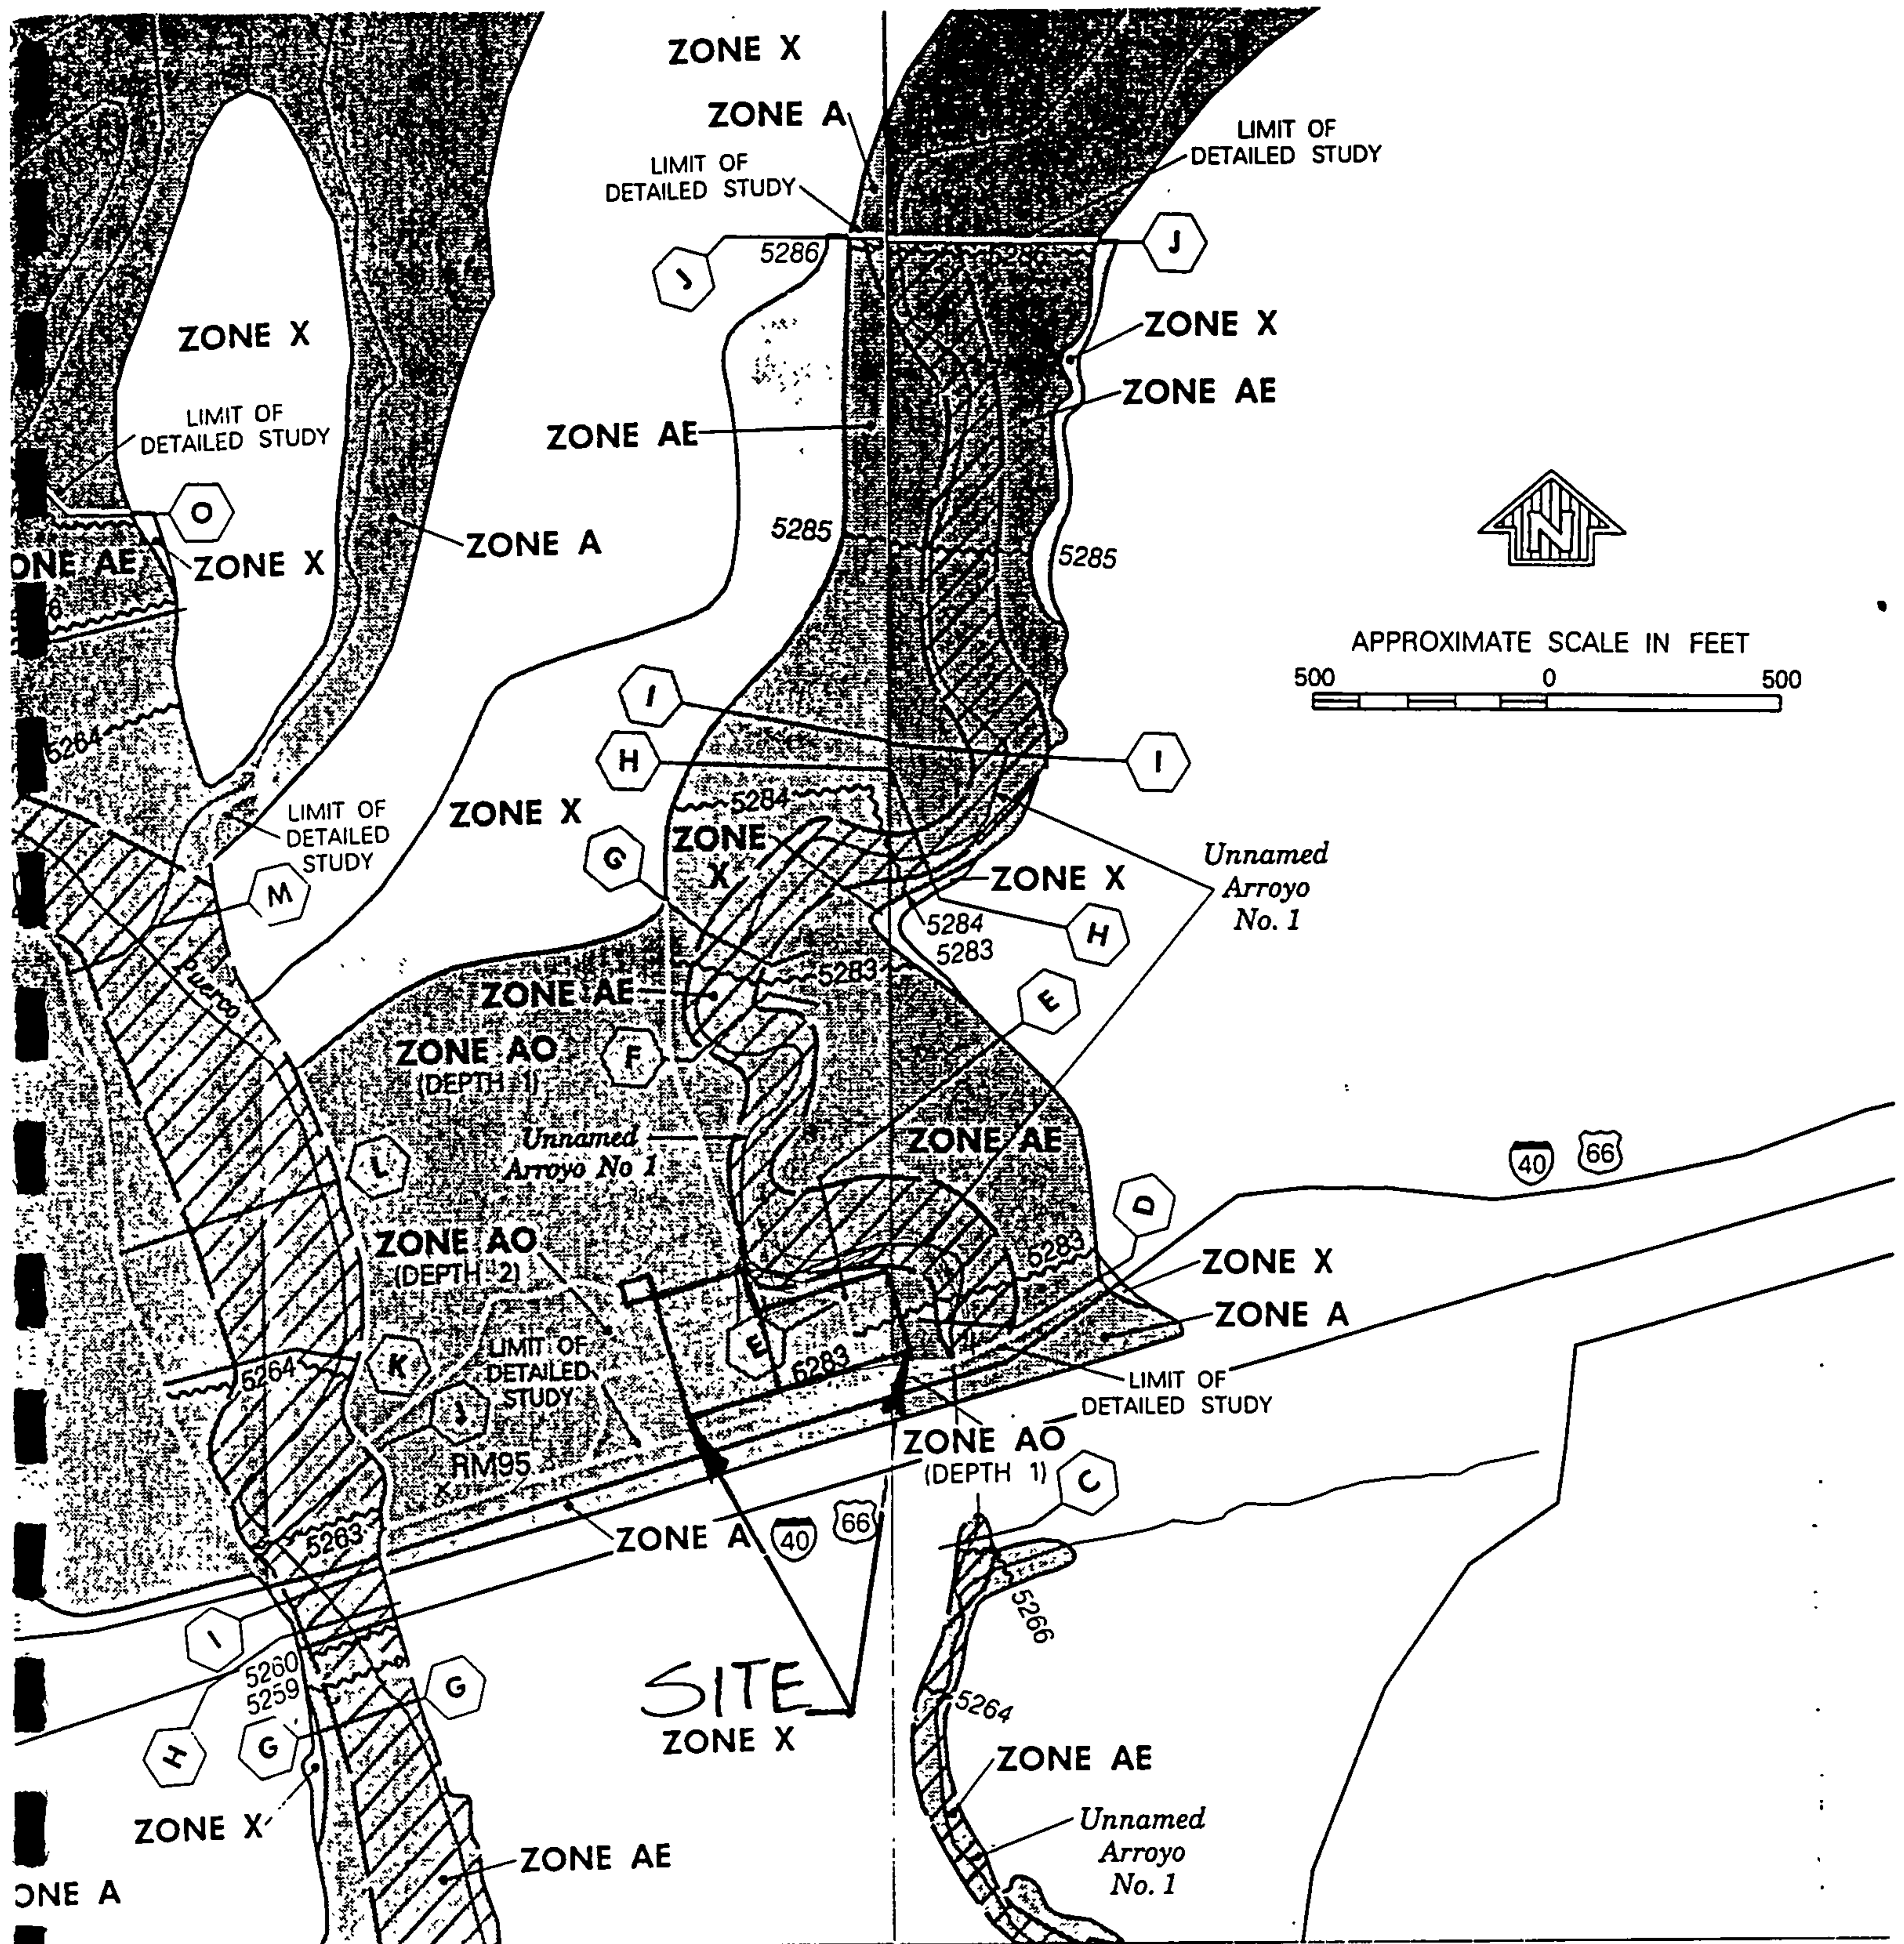 ZONE X
ZONE A
LIMIT OF
DETAILED STUDY
LIMIT OF
DETAILED STUDY
J
5286
J
ZONE X
ZONE X
ZONE AE
LIMIT OF
DETAILED STUDY
ZONE AE
O
5285
ZONE A
5285
ONE AE
ZONE X
N
6
APPROXIMATE SCALE IN FEET
500 0 500
I
5264
H
I
5284
LIMIT OF
DETAILED
STUDY
ZONE X
ZONE
X
G
Unnamed
Arroyo
No. 1
ZONE X
M
5284
5283
H
Puerco
5283
ZONE AE
E
ZONE AO
(DEPTH 1)
F
Unnamed
Arroyo No 1
ZONE AE
40
66
L
D
ZONE AO
(DEPTH 2)
5283
ZONE X
ZONE A
E
LIMIT OF
DETAILED
STUDY
5283
5264
K
LIMIT OF
DETAILED STUDY
J
ZONE AO
(DEPTH 1)
RM95
X
C
ZONE A
40
66
5263
5266
I
5260
5259
G
SITE
5264
ZONE X
H
G
ZONE AE
ZONE X
Unnamed
Arroyo
No. 1
ZONE AE
ONE A